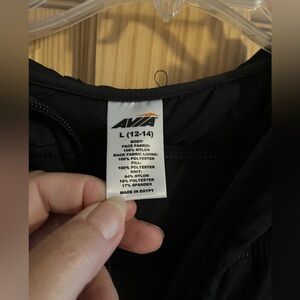 AVIA
L (12-14)
BODY:
FACE FABRIC:
100% NYLON
BACK FABRIC LINING:
100% POLYESTER
FILL:
100% POLYESTER
KNIT:
64% NYLON
19% POLYESTER
17% SPANDEX
MADE IN EGYPT